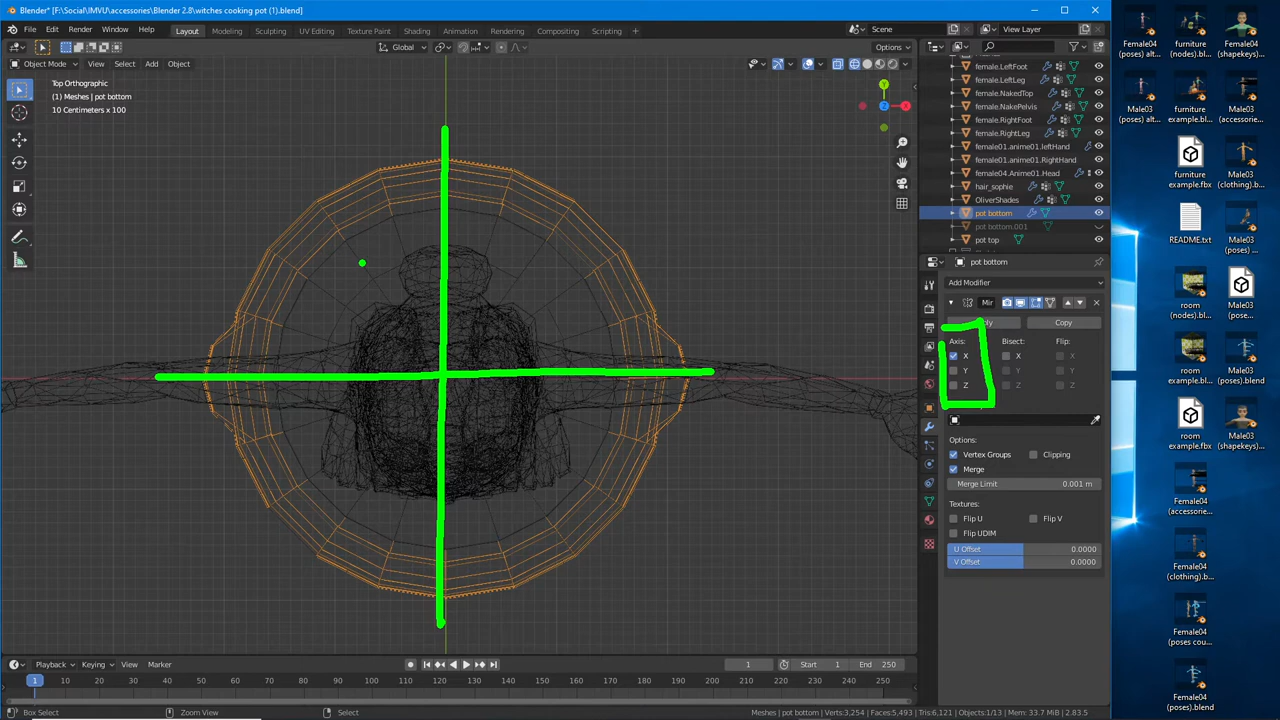 Blender* [F:\Social\IMVU\accessories\Blender 2.8\witches cooking pot (1).blend]
File Edit Render Window Help Layout Modeling Sculpting UV Editing Texture Paint Shading Animation Rendering Compositing Scripting + Scene View Layer
Global Options
Object Mode View Select Add Object
Top Orthographic
(1) Meshes | pot bottom
10 Centimeters x 100
Y
Z
X
female.LeftFoot
female.LeftLeg
female.NakedTop
female.NakePelvis
female.RightFoot
female.RightLeg
female01.anime01.leftHand
female01.anime01.RightHand
female04.Anime01.Head
hair_sophie
OliverShades
pot bottom
pot bottom.001
pot top
pot bottom
Add Modifier
Mir
Copy
Axis: Bisect: Flip:
X X X
Y Y Y
Z Z Z
Options:
Vertex Groups Clipping
Merge
Merge Limit 0.001 m
Textures:
Flip U Flip V
Flip UDIM
U Offset 0.0000
V Offset 0.0000
Playback Keying View Marker 1 Start 1 End 250
1 10 20 30 40 50 60 70 80 90 100 110 120 130 140 150 160 170 180 190 200 210 220 230 240 250
Box Select Zoom View Select Meshes | pot bottom | Verts:3,254 | Faces:5,493 | Tris:6,121 | Objects:1/13 | Mem: 33.7 MiB | 2.83.5
Female04
(poses) alt...
furniture
(nodes).bl...
Female04
(shapekeys)...
Male03
(poses) alt...
furniture
example.bl...
Male03
(accessorie...
furniture
example.fbx
Male03
(clothing).b...
README.txt
Male03
(poses) ...
room
(nodes).bl...
Male03
(poses ...
room
example.bl...
Male03
(poses).blend
room
example.fbx
Male03
(shapekeys)...
Female04
(accessorie...
Female04
(clothing).b...
Female04
(poses cou...
Female04
(poses).blend